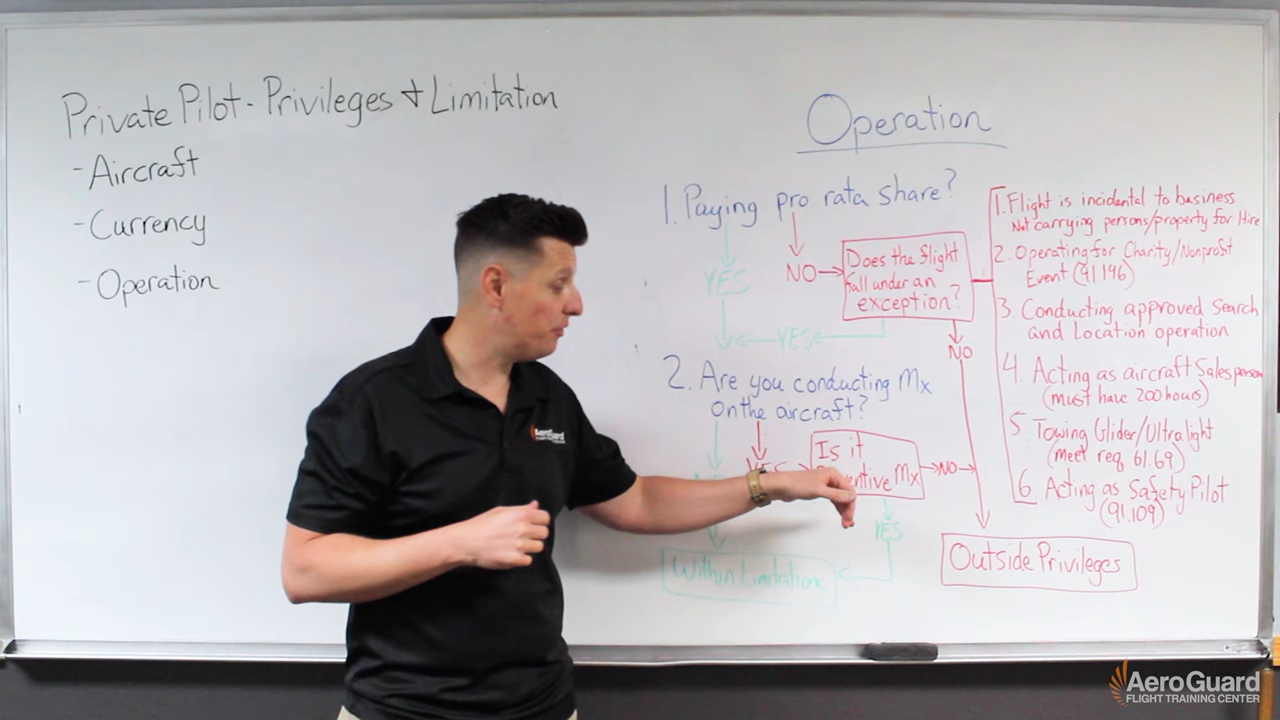 Private Pilot - Privileges & Limitation
- Aircraft
- Currency
- Operation
Operation
1. Paying pro rata share?
YES
NO
Does the flight
fall under an
exception?
YES
NO
1. Flight is incidental to business
Not carrying persons/property for Hire
2. Operating for Charity/Nonprofit
Event (91.146)
3. Conducting approved Search
and Location operation
4. Acting as aircraft Salesperson
(must have 200 hours)
5. Towing Glider/Ultralight
(meet req 61.69)
6. Acting as Safety Pilot
(91.109)
2. Are you conducting Mx
on the aircraft?
Is it
Mx
NO
YES
Within Limitations
Outside Privileges
AeroGuard
AeroGuard
FLIGHT TRAINING CENTER